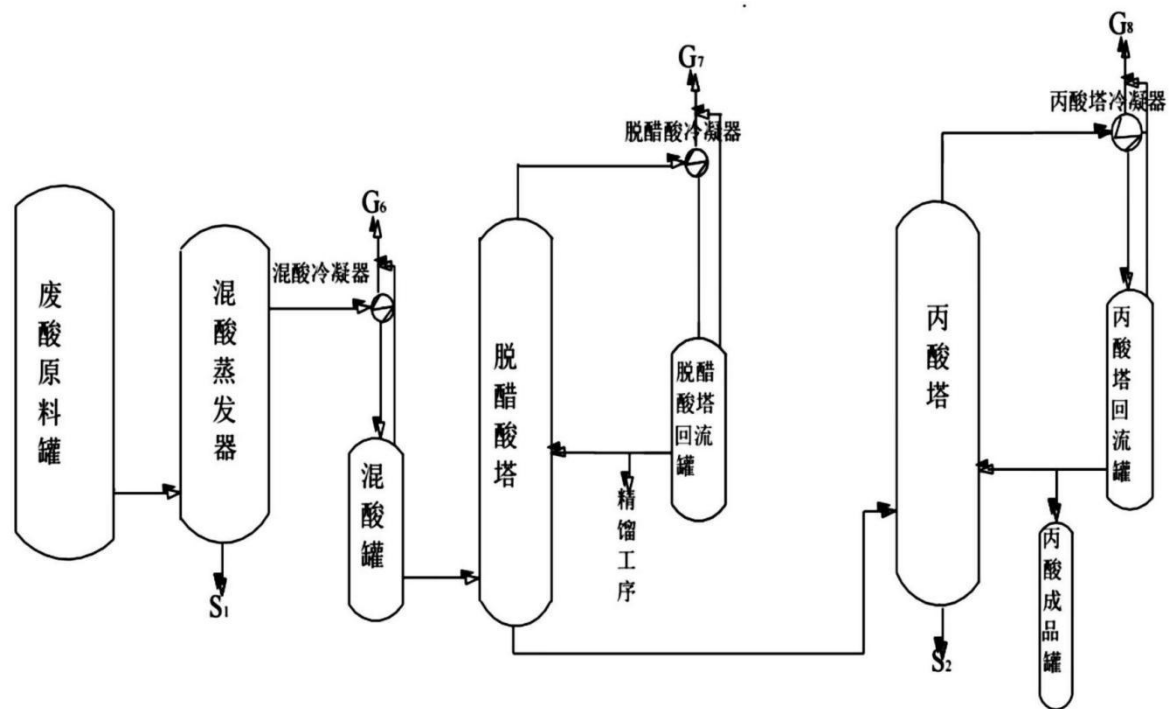 G8
G7
丙酸塔冷凝器
脱醋酸冷凝器
G6
混酸冷凝器
废酸原料罐
混酸蒸发器
混酸罐
脱醋酸塔
脱醋
酸塔
回流
罐
精馏工序
丙酸塔
丙酸塔回流罐
丙酸成品罐
S1
S2